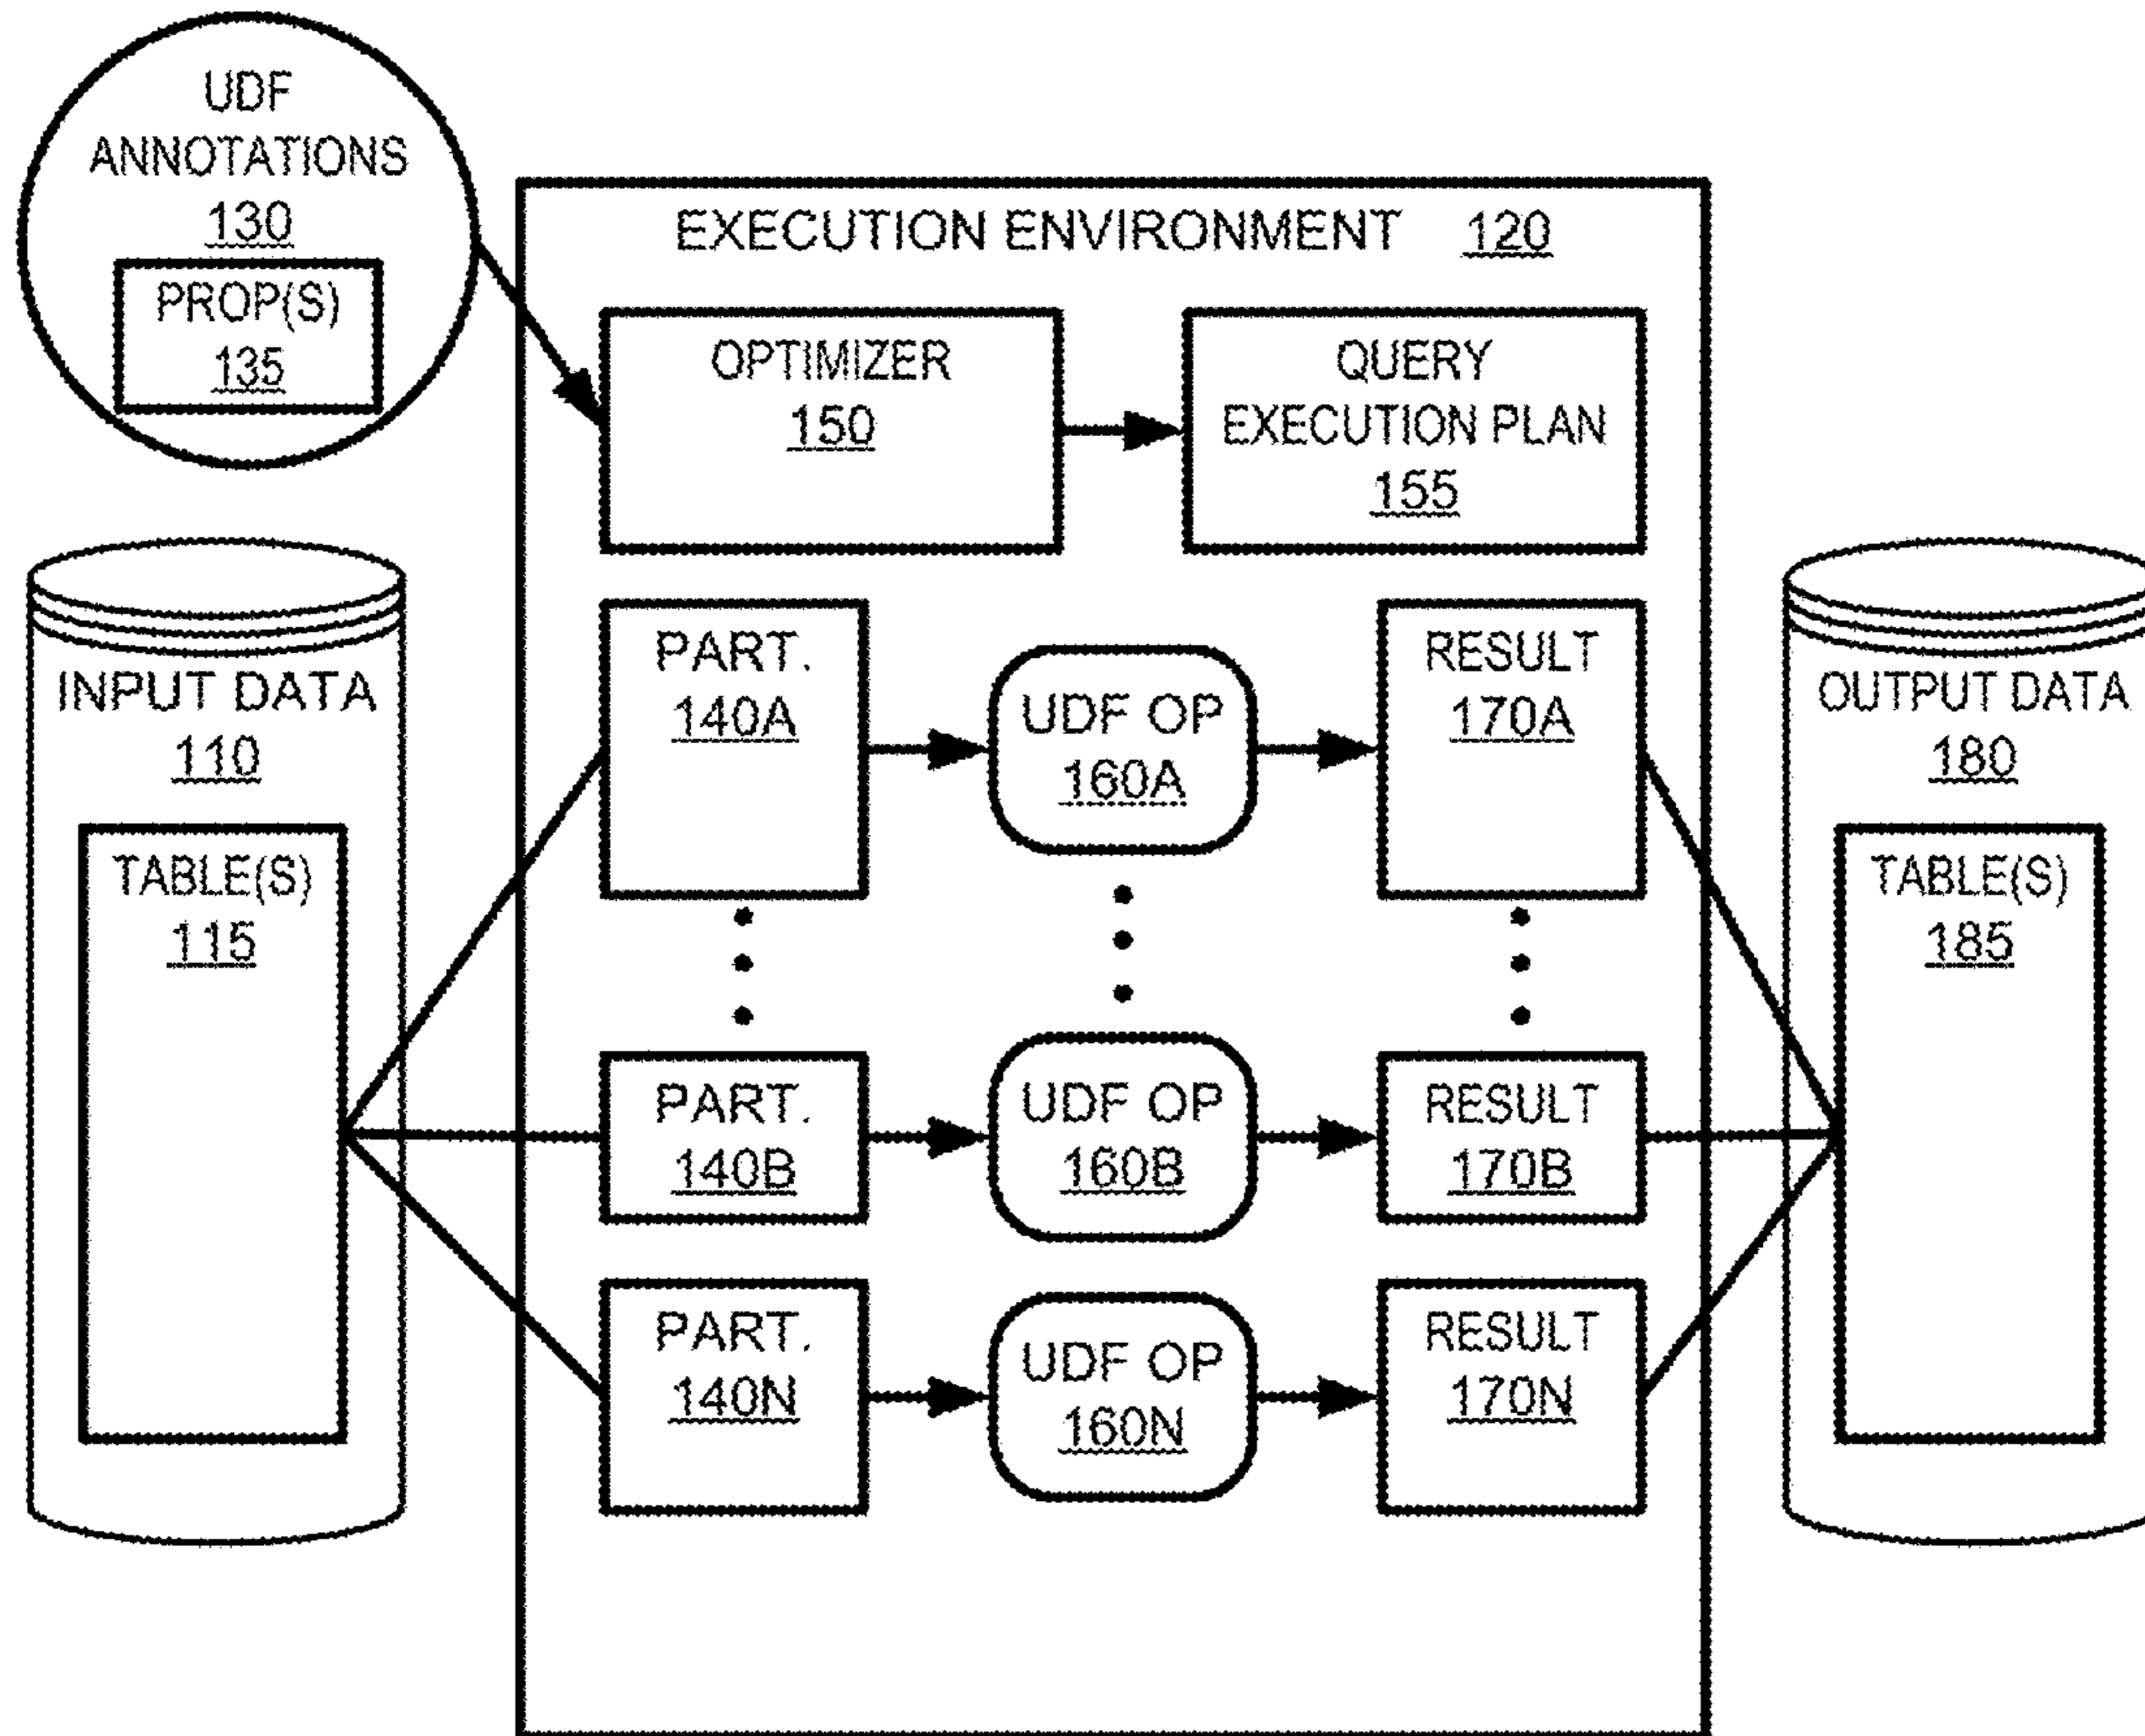 UDF
ANNOTATIONS
130
PROP(S)
135
EXECUTION ENVIRONMENT 120
OPTIMIZER
150
QUERY
EXECUTION PLAN
155
INPUT DATA
110
TABLE(S)
115
PART.
140A
UDF OP
160A
RESULT
170A
PART.
140B
UDF OP
160B
RESULT
170B
PART.
140N
UDF OP
160N
RESULT
170N
OUTPUT DATA
180
TABLE(S)
185